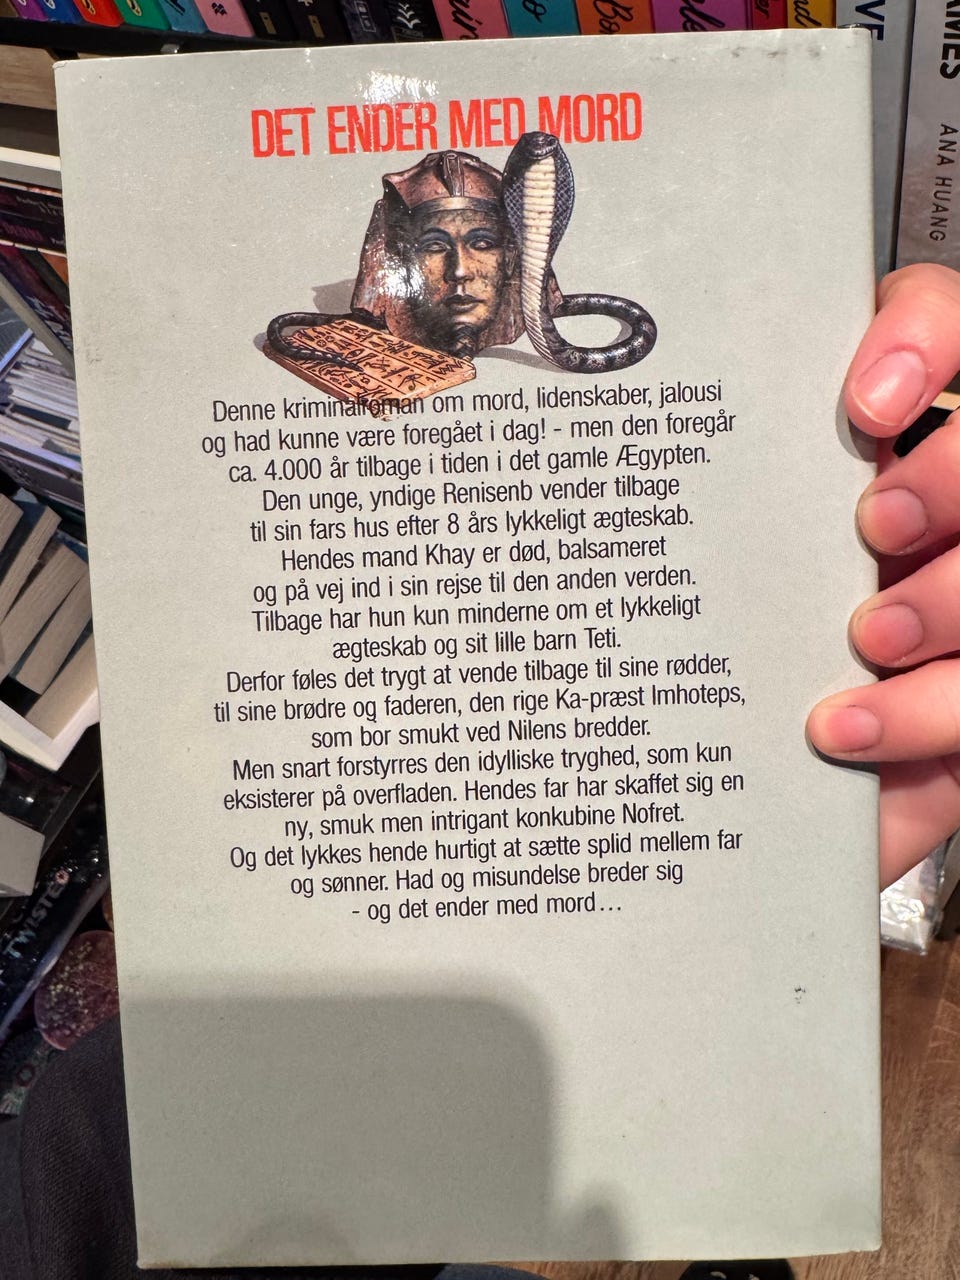 DET ENDER MED MORD
Denne kriminalroman om mord, lidenskaber, jalousi
og had kunne være foregået i dag! - men den foregår
ca. 4.000 år tilbage i tiden i det gamle Ægypten.
Den unge, yndige Renisenb vender tilbage
til sin fars hus efter 8 års lykkeligt ægteskab.
Hendes mand Khay er død, balsameret
og på vej ind i sin rejse til den anden verden.
Tilbage har hun kun minderne om et lykkeligt
ægteskab og sit lille barn Teti.
Derfor føles det trygt at vende tilbage til sine rødder,
til sine brødre og faderen, den rige Ka-præst Imhoteps,
som bor smukt ved Nilens bredder.
Men snart forstyrres den idylliske tryghed, som kun
eksisterer på overfladen. Hendes far har skaffet sig en
ny, smuk men intrigant konkubine Nofret.
Og det lykkes hende hurtigt at sætte splid mellem far
og sønner. Had og misundelse breder sig
- og det ender med mord...
ANA HUANG
TWISTED